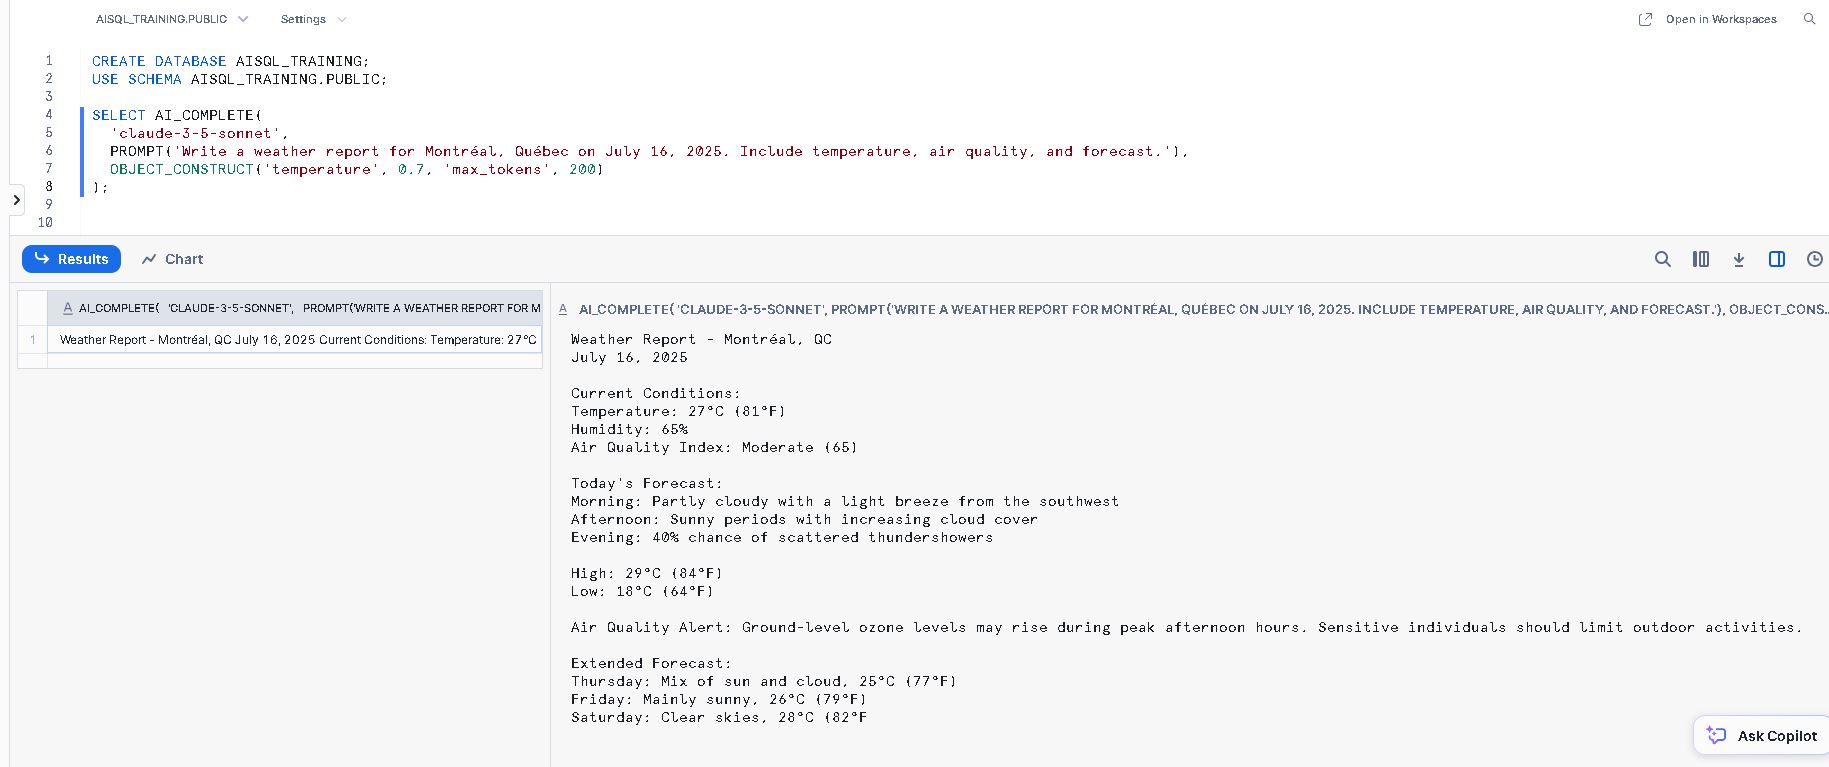 AISQL_TRAINING.PUBLIC Settings Open in Workspaces
1 CREATE DATABASE AISQL_TRAINING;
2 USE SCHEMA AISQL_TRAINING.PUBLIC;
3
4 SELECT AI_COMPLETE(
5 'claude-3-5-sonnet',
6 PROMPT('Write a weather report for Montréal, Québec on July 16, 2025. Include temperature, air quality, and forecast.'),
7 OBJECT_CONSTRUCT('temperature', 0.7, 'max_tokens', 200)
8 );
9
10
Results Chart
A AI_COMPLETE( 'CLAUDE-3-5-SONNET', PROMPT('WRITE A WEATHER REPORT FOR M
1 Weather Report - Montréal, QC July 16, 2025 Current Conditions: Temperature: 27°C
A AI_COMPLETE( 'CLAUDE-3-5-SONNET', PROMPT('WRITE A WEATHER REPORT FOR MONTRÉAL, QUÉBEC ON JULY 16, 2025. INCLUDE TEMPERATURE, AIR QUALITY, AND FORECAST.'), OBJECT_CONS...
Weather Report - Montréal, QC
July 16, 2025
Current Conditions:
Temperature: 27°C (81°F)
Humidity: 65%
Air Quality Index: Moderate (65)
Today's Forecast:
Morning: Partly cloudy with a light breeze from the southwest
Afternoon: Sunny periods with increasing cloud cover
Evening: 40% chance of scattered thundershowers
High: 29°C (84°F)
Low: 18°C (64°F)
Air Quality Alert: Ground-level ozone levels may rise during peak afternoon hours. Sensitive individuals should limit outdoor activities.
Extended Forecast:
Thursday: Mix of sun and cloud, 25°C (77°F)
Friday: Mainly sunny, 26°C (79°F)
Saturday: Clear skies, 28°C (82°F
Ask Copilot